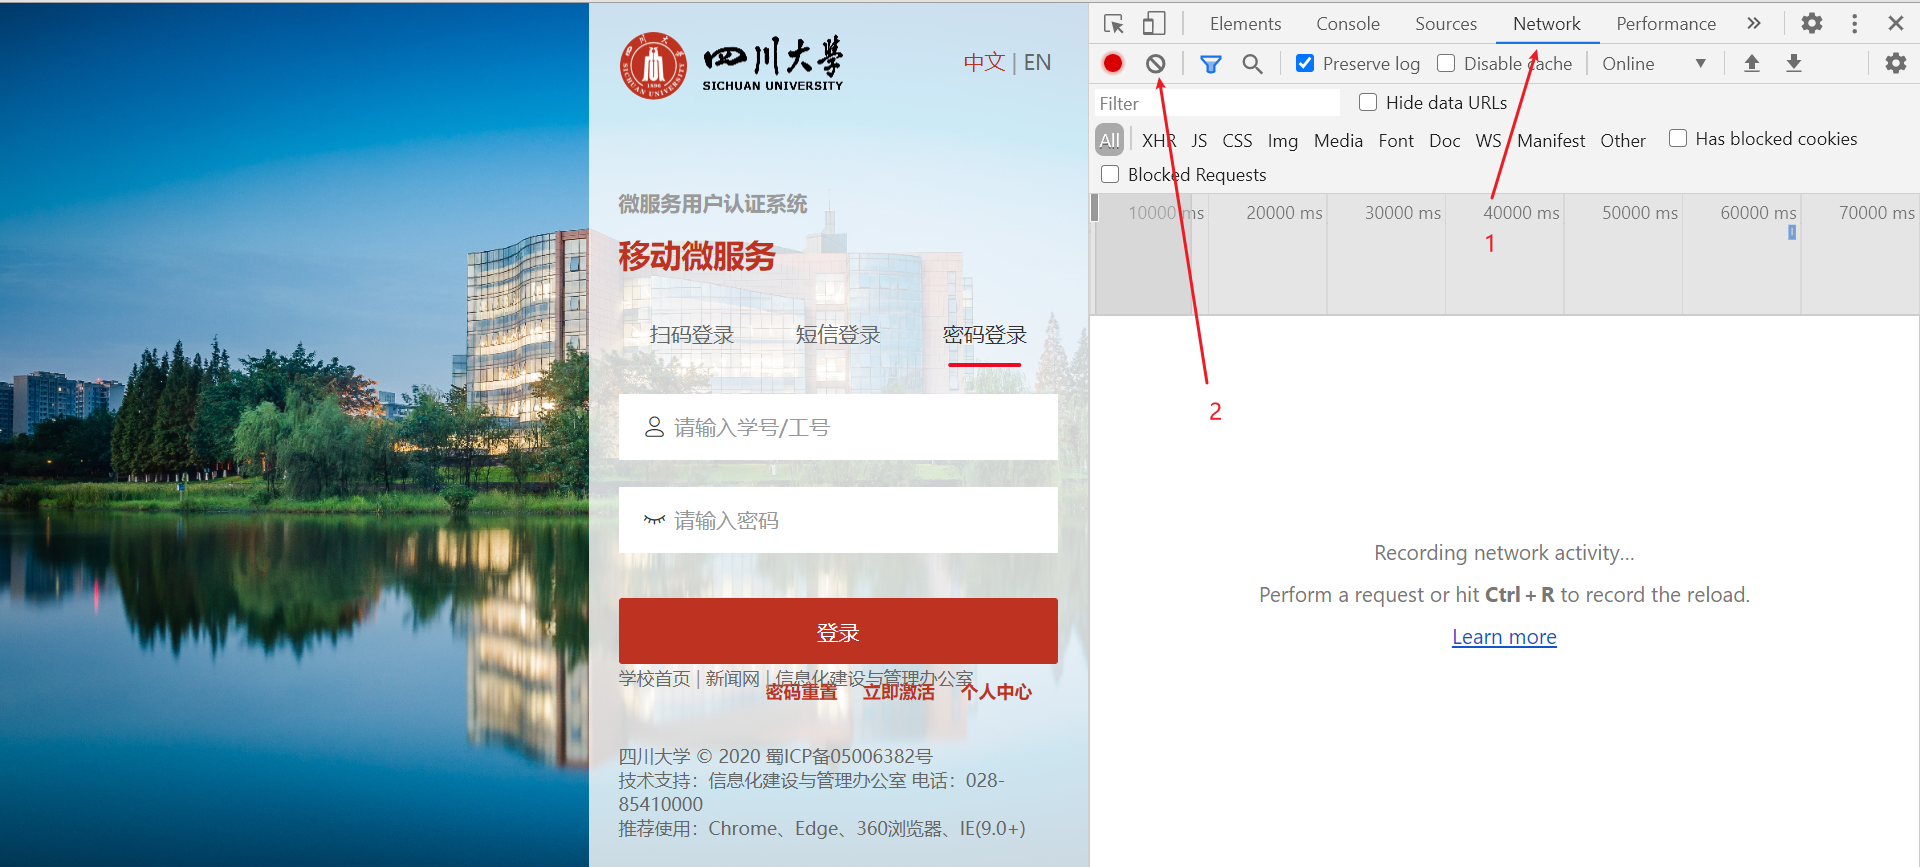 四川大学
SICHUAN UNIVERSITY
中文 | EN
微服务用户认证系统
移动微服务
扫码登录 短信登录 密码登录
请输入学号/工号
请输入密码
登录
学校首页 | 新闻网 | 信息化建设与管理办公室
密码重置 立即激活 个人中心
四川大学 © 2020 蜀ICP备05006382号
技术支持：信息化建设与管理办公室 电话：028-
85410000
推荐使用：Chrome、Edge、360浏览器、IE(9.0+)
Elements Console Sources Network Performance
Preserve log Disable cache Online
Filter Hide data URLs
All XHR JS CSS Img Media Font Doc WS Manifest Other Has blocked cookies
Blocked Requests
10000 ms 20000 ms 30000 ms 40000 ms 50000 ms 60000 ms 70000 ms
1
2
Recording network activity…
Perform a request or hit Ctrl + R to record the reload.
Learn more